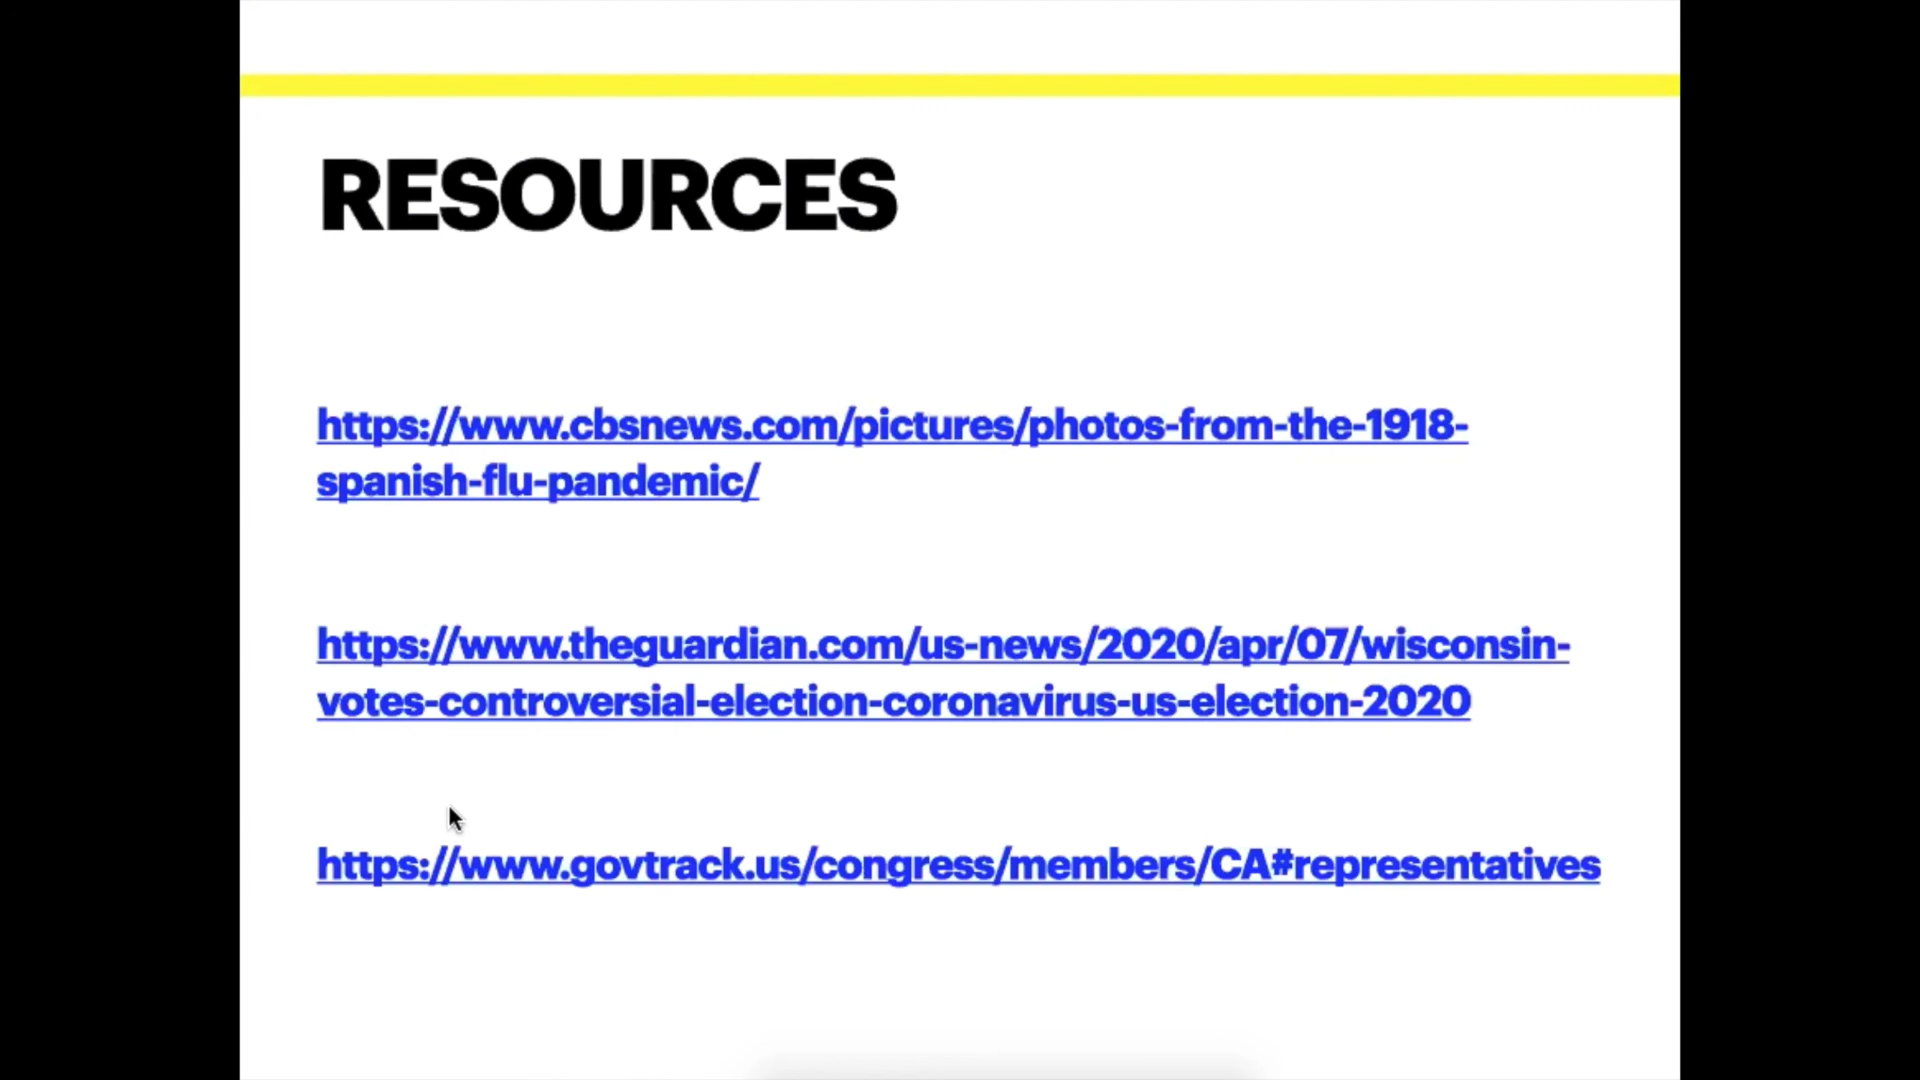 RESOURCES
https://www.cbsnews.com/pictures/photos-from-the-1918-
spanish-flu-pandemic/
https://www.theguardian.com/us-news/2020/apr/07/wisconsin-
votes-controversial-election-coronavirus-us-election-2020
https://www.govtrack.us/congress/members/CA#representatives